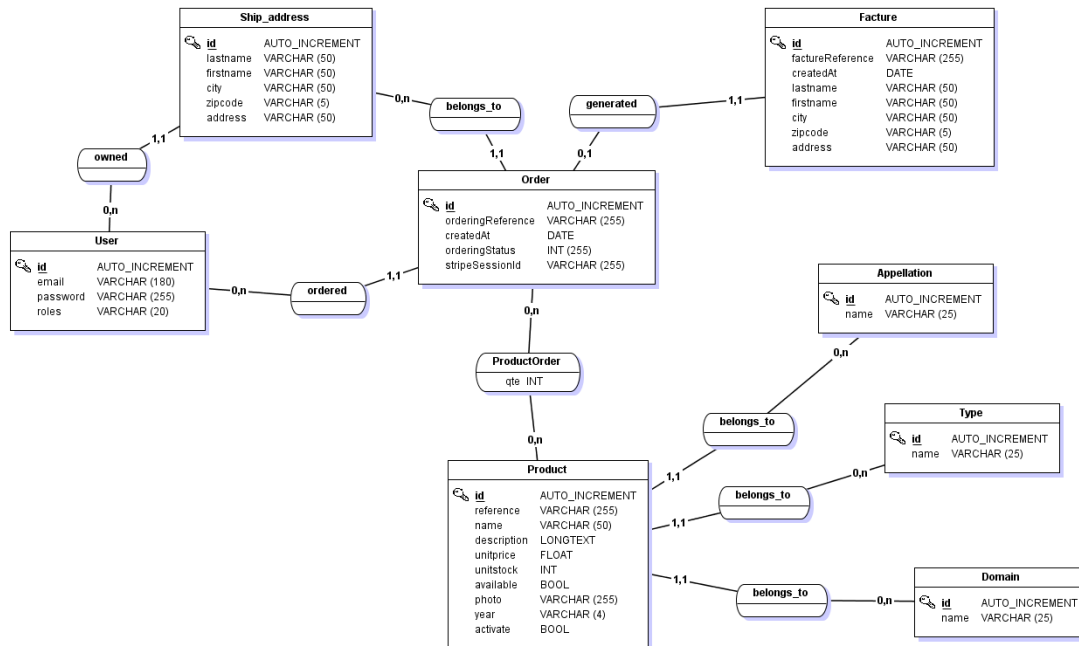 Ship_address
id AUTO_INCREMENT
lastname VARCHAR (50)
firstname VARCHAR (50)
city VARCHAR (50)
zipcode VARCHAR (5)
address VARCHAR (50)
Facture
id AUTO_INCREMENT
factureReference VARCHAR (255)
createdAt DATE
lastname VARCHAR (50)
firstname VARCHAR (50)
city VARCHAR (50)
zipcode VARCHAR (5)
address VARCHAR (50)
0,n
belongs_to
1,1
generated
1,1
0,1
1,1
owned
0,n
Order
id AUTO_INCREMENT
orderingReference VARCHAR (255)
createdAt DATE
orderingStatus INT (255)
stripeSessionId VARCHAR (255)
User
id AUTO_INCREMENT
email VARCHAR (180)
password VARCHAR (255)
roles VARCHAR (20)
0,n
ordered
1,1
0,n
ProductOrder
qte INT
0,n
Appellation
id AUTO_INCREMENT
name VARCHAR (25)
0,n
belongs_to
1,1
Type
id AUTO_INCREMENT
name VARCHAR (25)
0,n
belongs_to
1,1
Product
id AUTO_INCREMENT
reference VARCHAR (255)
name VARCHAR (50)
description LONGTEXT
unitprice FLOAT
unitstock INT
available BOOL
photo VARCHAR (255)
year VARCHAR (4)
activate BOOL
1,1
belongs_to
0,n
Domain
id AUTO_INCREMENT
name VARCHAR (25)